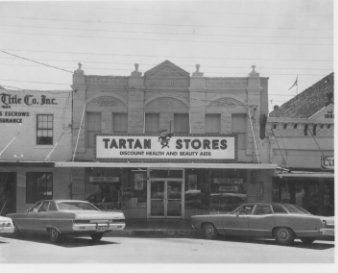 Title Co. Inc.
ESCROWS
TARTAN STORES
DISCOUNT HEALTH AND BEAUTY AIDS